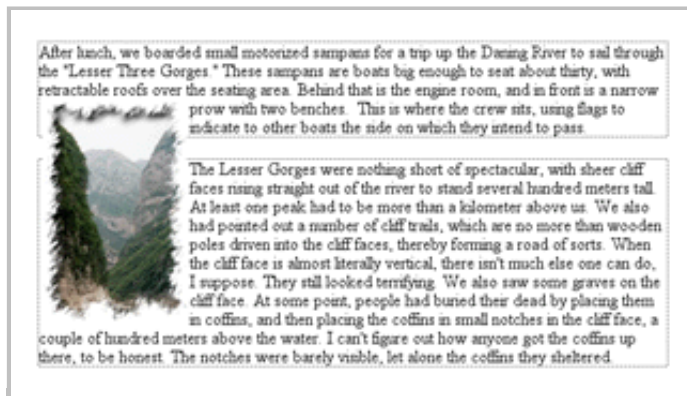 After lunch, we boarded small motorized sampans for a trip up the Daning River to sail through
the "Lesser Three Gorges." These sampans are boats big enough to seat about thirty, with
retractable roofs over the seating area. Behind that is the engine room, and in front is a narrow
prow with two benches. This is where the crew sits, using flags to
indicate to other boats the side on which they intend to pass.
The Lesser Gorges were nothing short of spectacular, with sheer cliff
faces rising straight out of the river to stand several hundred meters tall.
At least one peak had to be more than a kilometer above us. We also
had pointed out a number of cliff trails, which are no more than wooden
poles driven into the cliff faces, thereby forming a road of sorts. When
the cliff face is almost literally vertical, there isn't much else one can do,
I suppose. They still looked terrifying. We also saw some graves on the
cliff face. At some point, people had buried their dead by placing them
in coffins, and then placing the coffins in small notches in the cliff face, a
couple of hundred meters above the water. I can't figure out how anyone got the coffins up
there, to be honest. The notches were barely visible, let alone the coffins they sheltered.